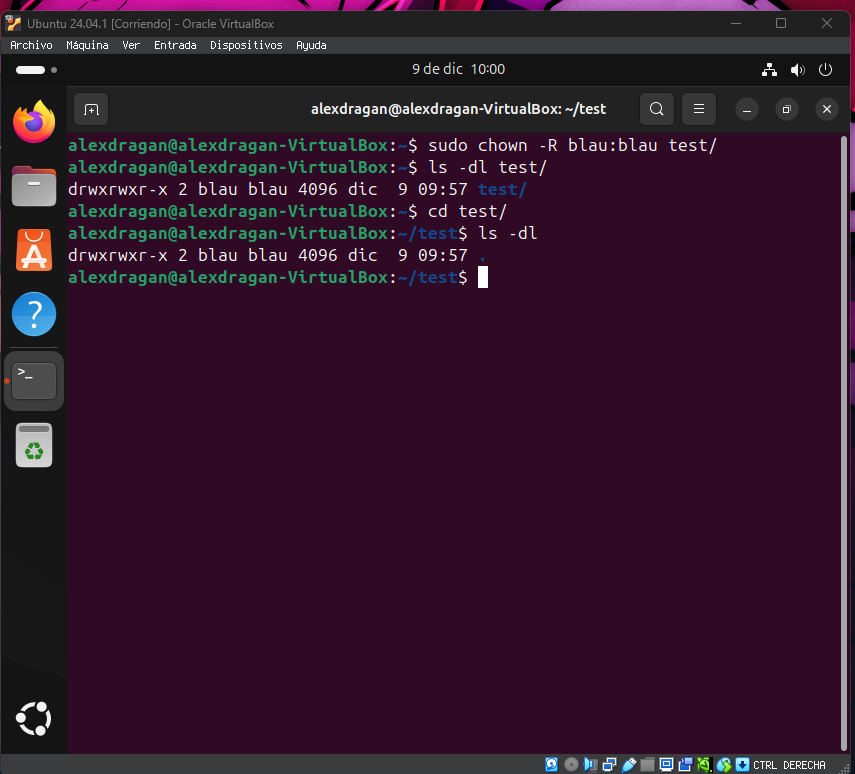 Ubuntu 24.04.1 [Corriendo] - Oracle VirtualBox
Archivo Máquina Ver Entrada Dispositivos Ayuda
9 de dic 10:00
alexdragan@alexdragan-VirtualBox: ~/test
alexdragan@alexdragan-VirtualBox:~$ sudo chown -R blau:blau test/
alexdragan@alexdragan-VirtualBox:~$ ls -dl test/
drwxrwxr-x 2 blau blau 4096 dic  9 09:57 test/
alexdragan@alexdragan-VirtualBox:~$ cd test/
alexdragan@alexdragan-VirtualBox:~/test$ ls -dl
drwxrwxr-x 2 blau blau 4096 dic  9 09:57 .
alexdragan@alexdragan-VirtualBox:~/test$
CTRL DERECHA